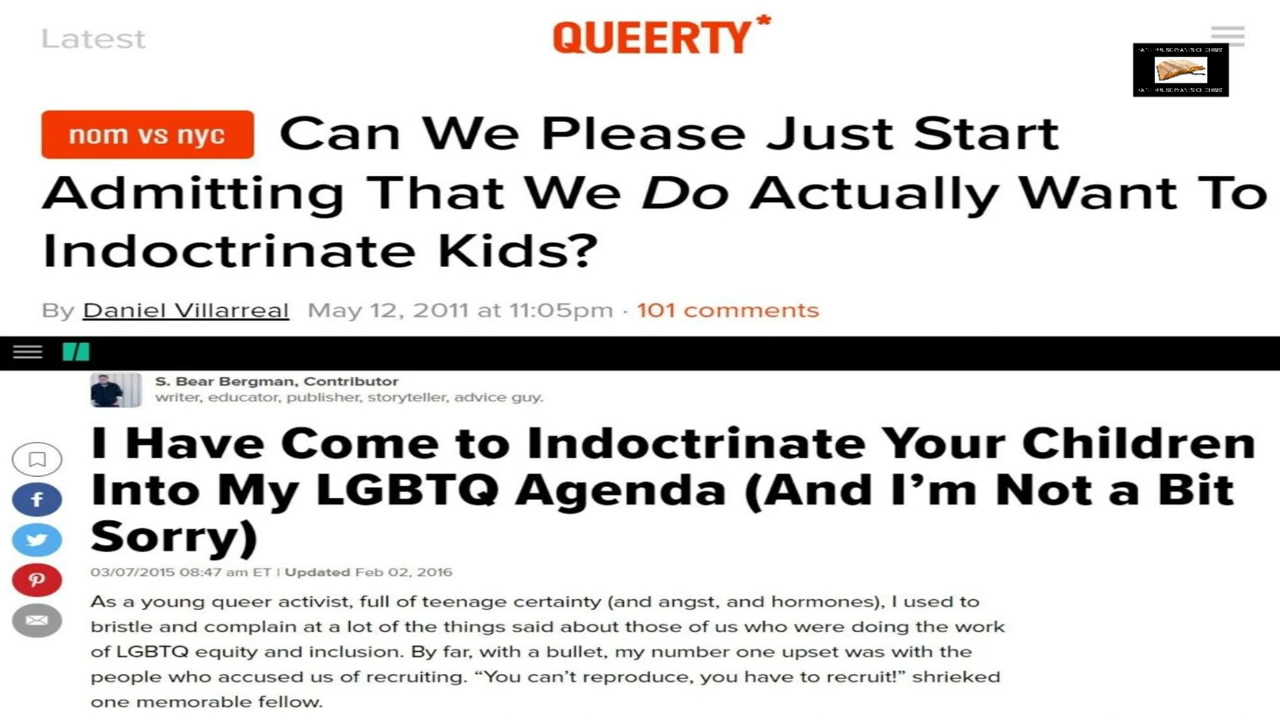 Latest
QUEERTY*
nom vs nyc Can We Please Just Start
Admitting That We Do Actually Want To
Indoctrinate Kids?
By Daniel Villarreal May 12, 2011 at 11:05pm · 101 comments
S. Bear Bergman, Contributor
writer, educator, publisher, storyteller, advice guy.
I Have Come to Indoctrinate Your Children
Into My LGBTQ Agenda (And I'm Not a Bit
Sorry)
03/07/2015 08:47 am ET | Updated Feb 02, 2016
As a young queer activist, full of teenage certainty (and angst, and hormones), I used to
bristle and complain at a lot of the things said about those of us who were doing the work
of LGBTQ equity and inclusion. By far, with a bullet, my number one upset was with the
people who accused us of recruiting. “You can't reproduce, you have to recruit!” shrieked
one memorable fellow.